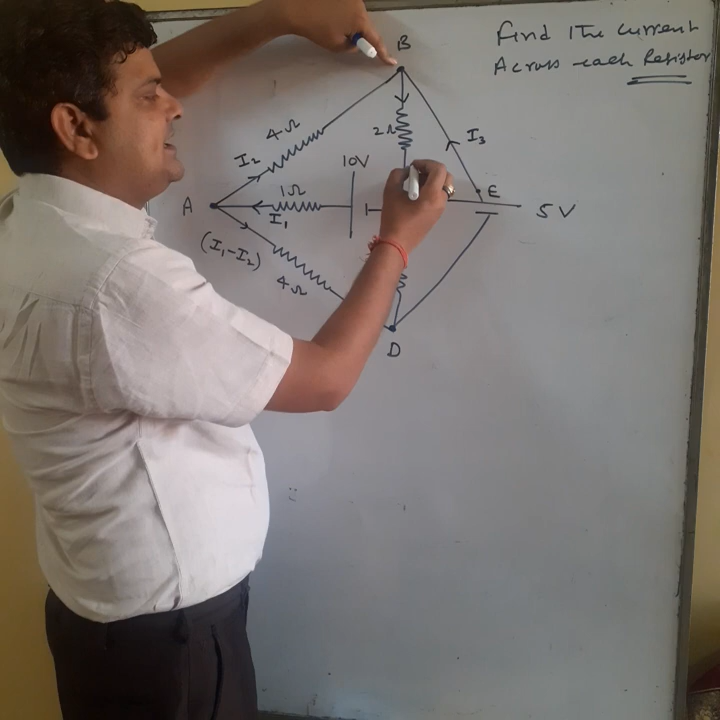 Find the current
Across each Resistor
B
4Ω
2Ω
I2
I3
10V
1Ω
E
A
I1
5V
(I1-I2)
4Ω
D